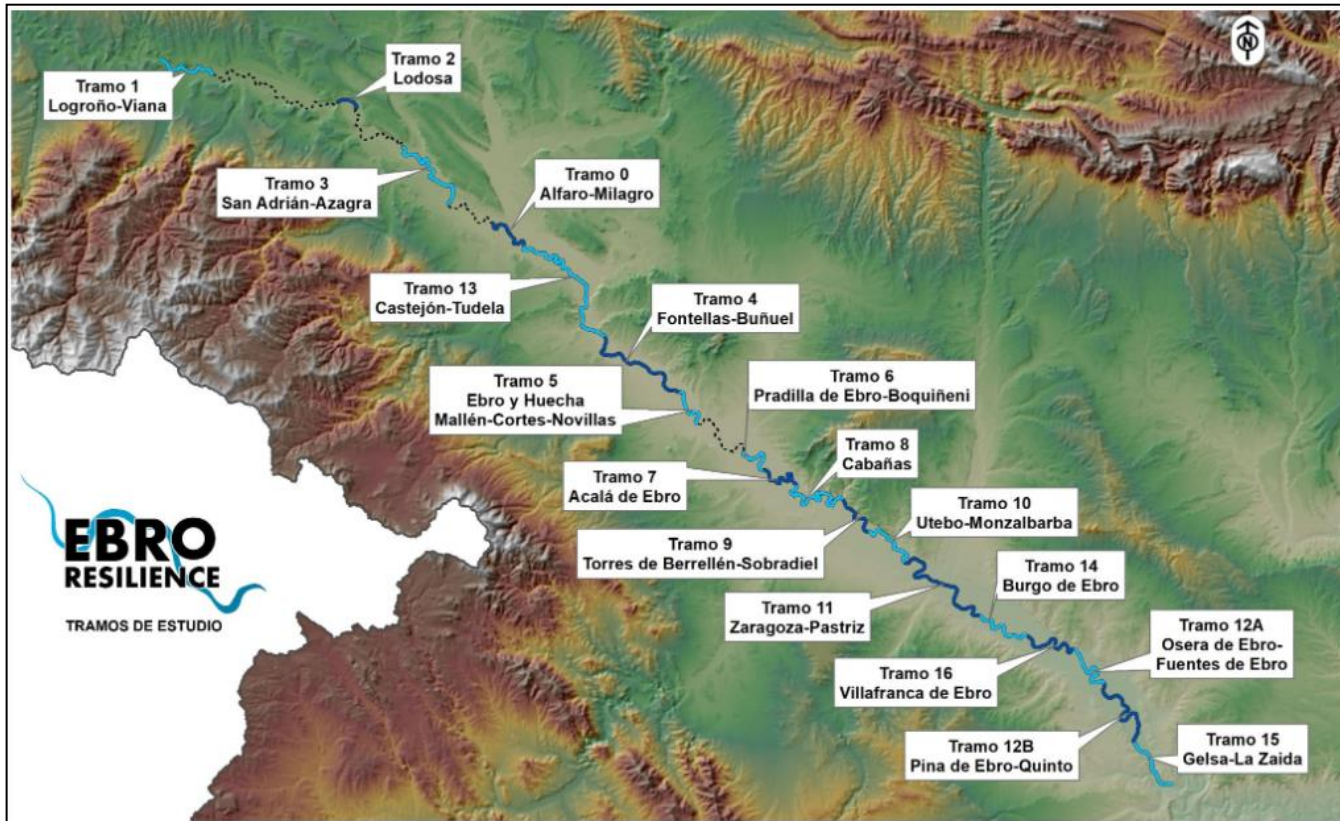 N
Tramo 1
Logroño-Viana
Tramo 2
Lodosa
Tramo 3
San Adrián-Azagra
Tramo 0
Alfaro-Milagro
Tramo 13
Castejón-Tudela
Tramo 4
Fontellas-Buñuel
Tramo 5
Ebro y Huecha
Mallén-Cortes-Novillas
Tramo 6
Pradilla de Ebro-Boquiñeni
Tramo 7
Acalá de Ebro
Tramo 8
Cabañas
Tramo 9
Torres de Berrellén-Sobradiel
Tramo 10
Utebo-Monzalbarba
Tramo 11
Zaragoza-Pastriz
Tramo 14
Burgo de Ebro
Tramo 16
Villafranca de Ebro
Tramo 12A
Osera de Ebro-
Fuentes de Ebro
Tramo 12B
Pina de Ebro-Quinto
Tramo 15
Gelsa-La Zaida
EBRO
RESILIENCE
TRAMOS DE ESTUDIO